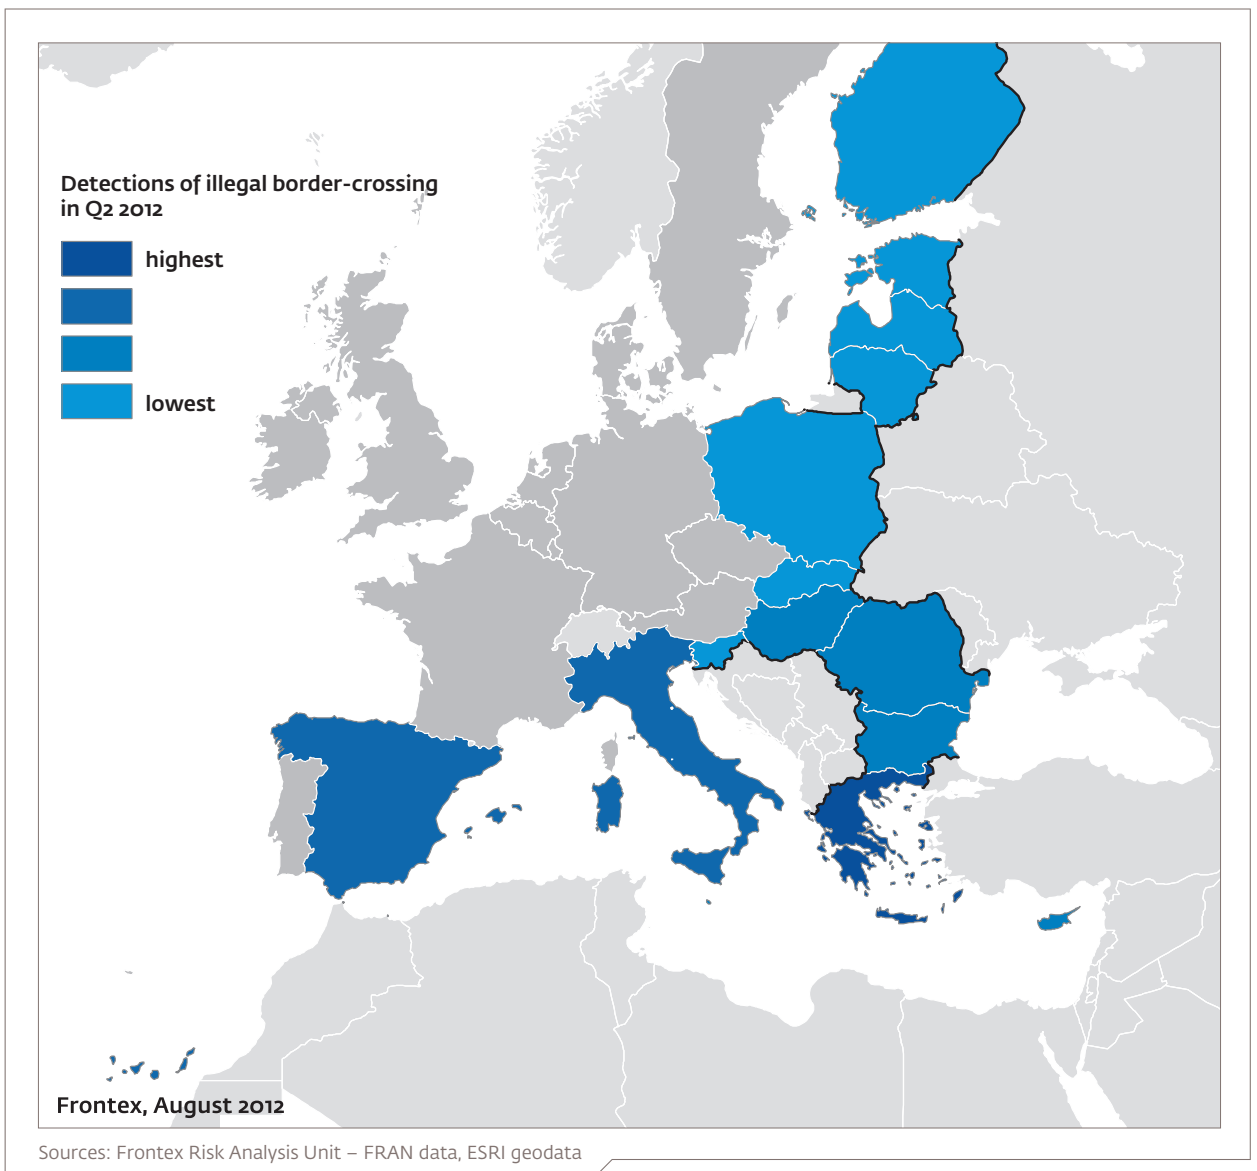 Detections of illegal border-crossing
in Q2 2012
highest
lowest
Frontex, August 2012
Sources: Frontex Risk Analysis Unit – FRAN data, ESRI geodata